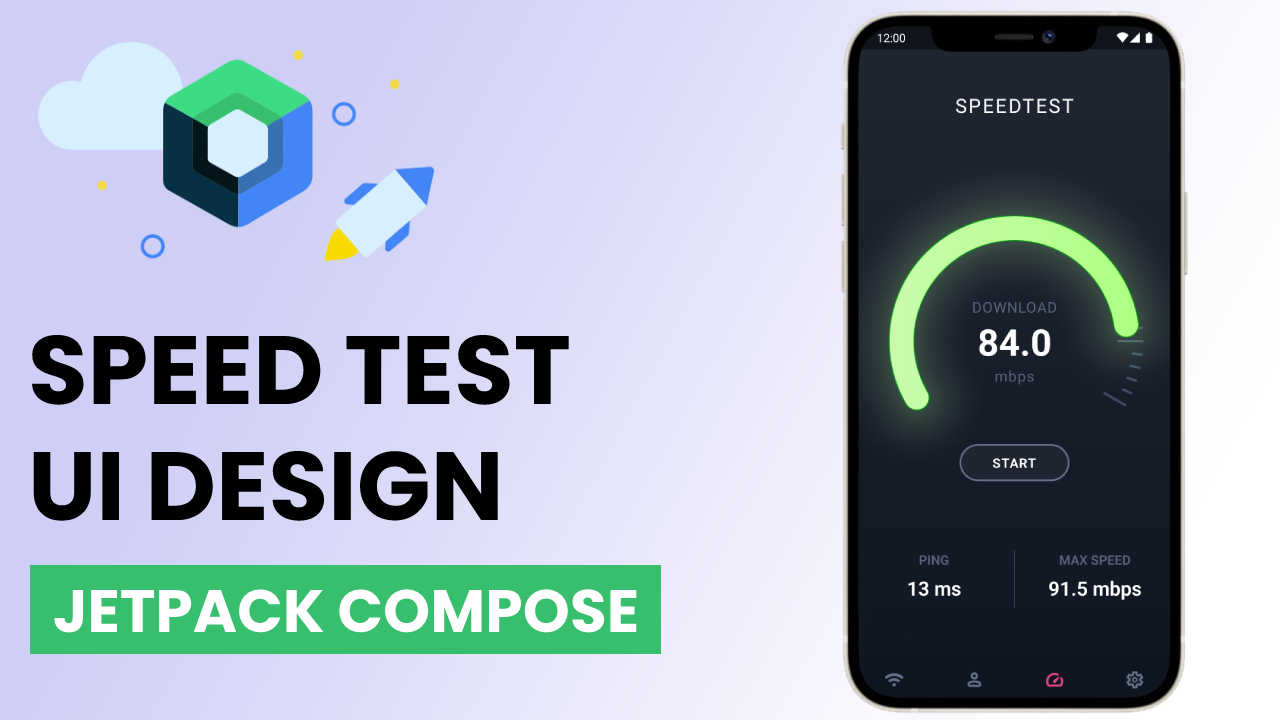 SPEED TEST
UI DESIGN
JETPACK COMPOSE
12:00
SPEEDTEST
DOWNLOAD
84.0
mbps
START
PING
13 ms
MAX SPEED
91.5 mbps